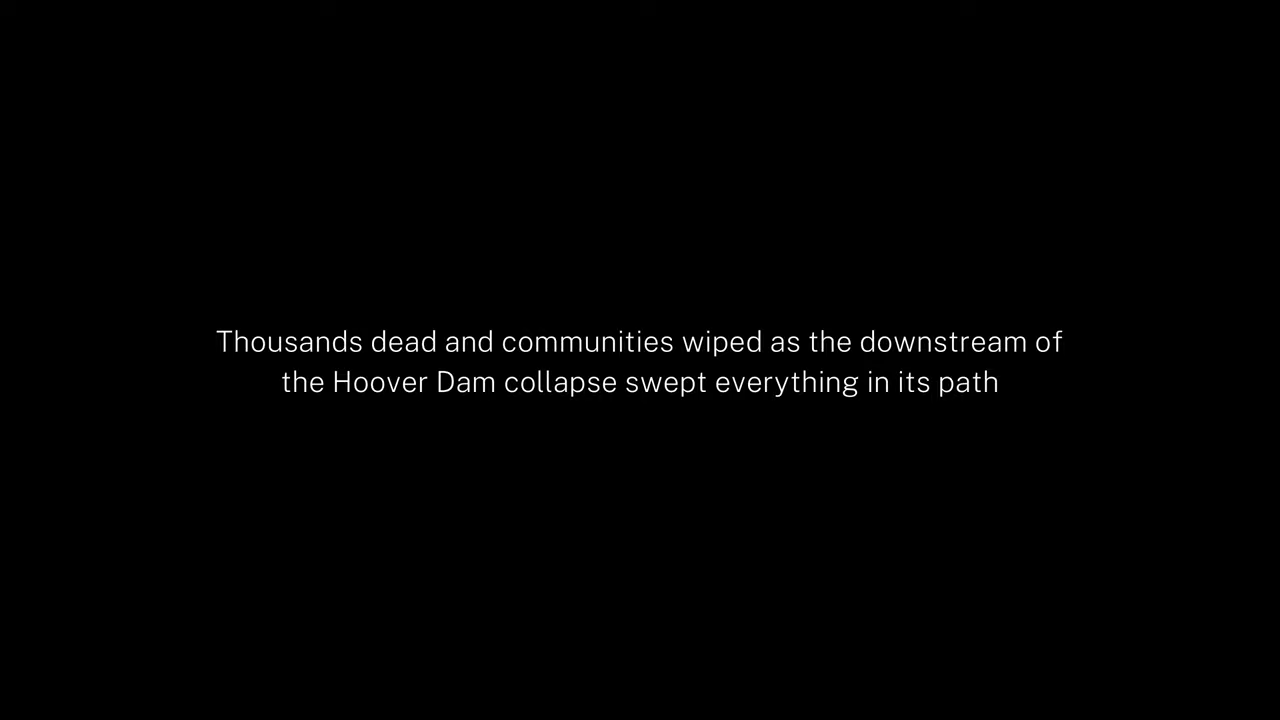 Thousands dead and communities wiped as the downstream of
the Hoover Dam collapse swept everything in its path